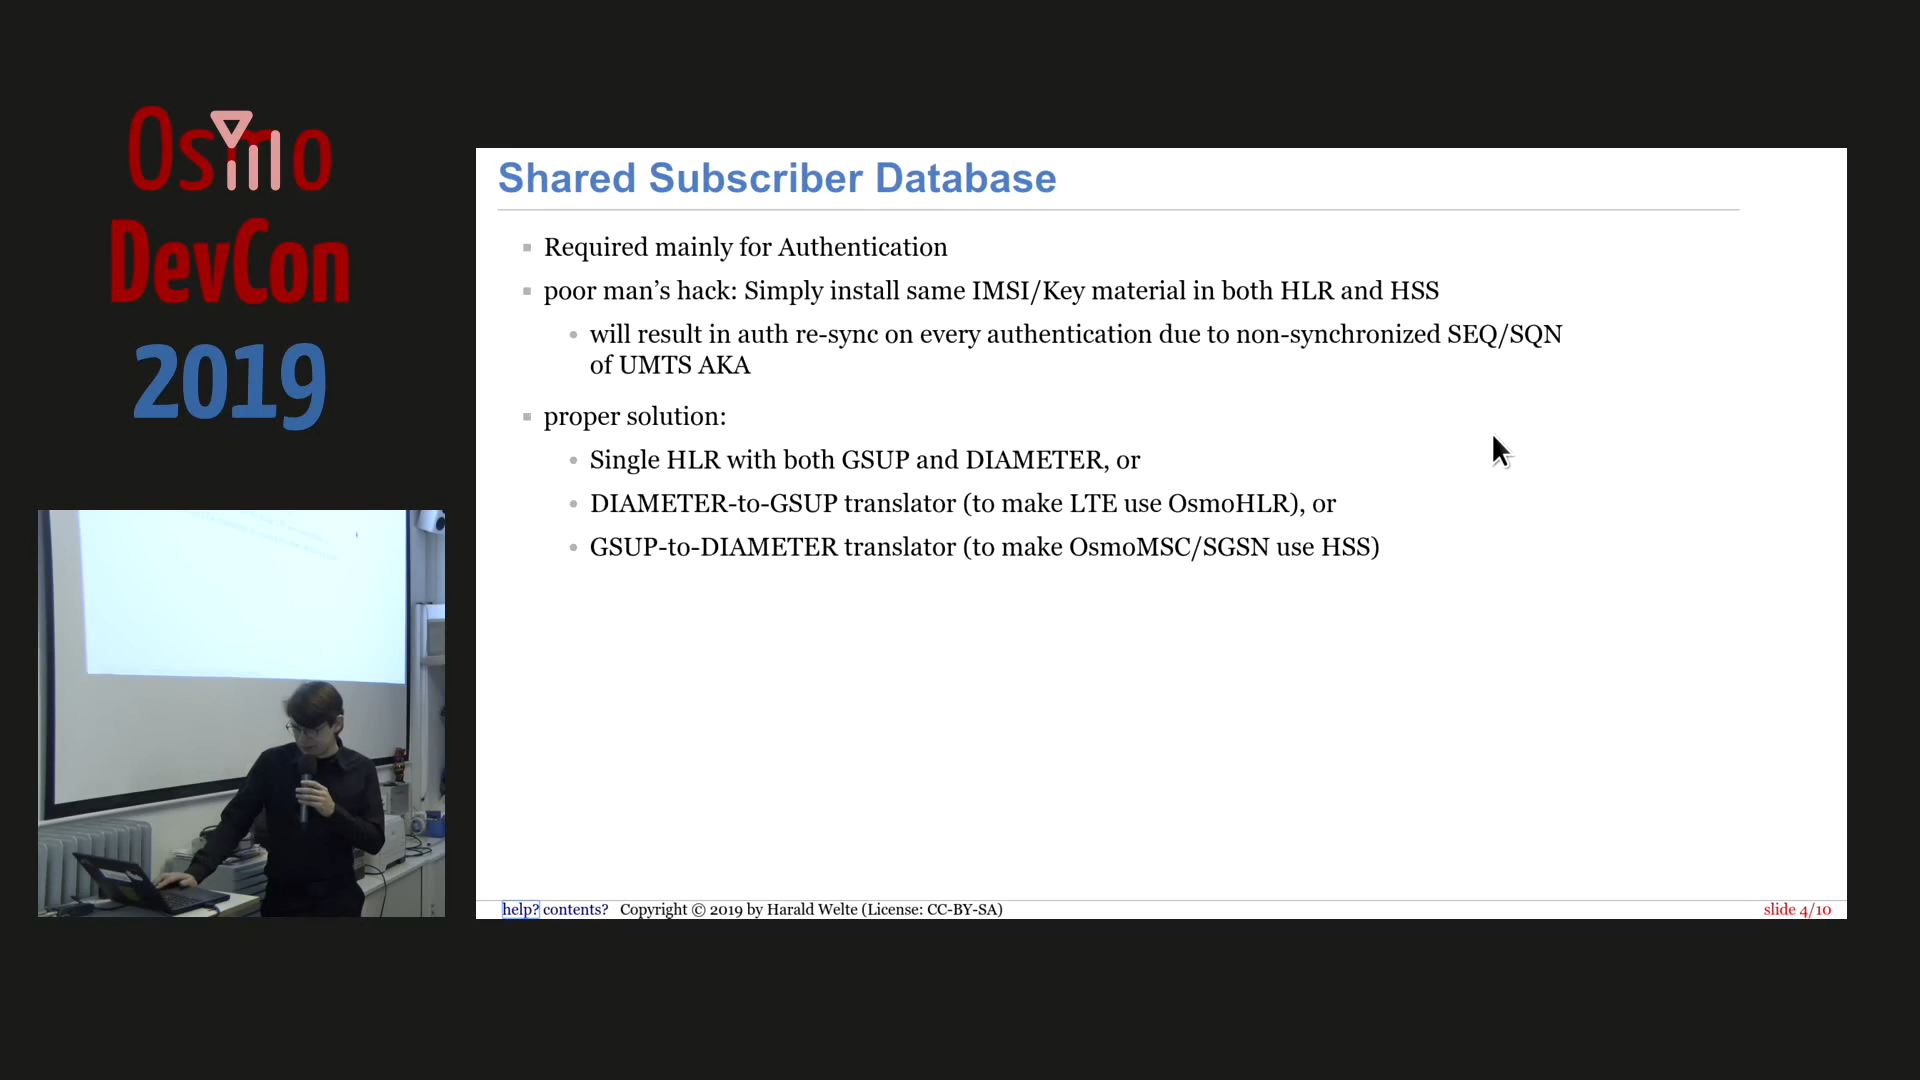 Osmo
DevCon
2019
Shared Subscriber Database
Required mainly for Authentication
poor man's hack: Simply install same IMSI/Key material in both HLR and HSS
will result in auth re-sync on every authentication due to non-synchronized SEQ/SQN
of UMTS AKA
proper solution:
Single HLR with both GSUP and DIAMETER, or
DIAMETER-to-GSUP translator (to make LTE use OsmoHLR), or
GSUP-to-DIAMETER translator (to make OsmoMSC/SGSN use HSS)
help? contents? Copyright © 2019 by Harald Welte (License: CC-BY-SA)
slide 4/10